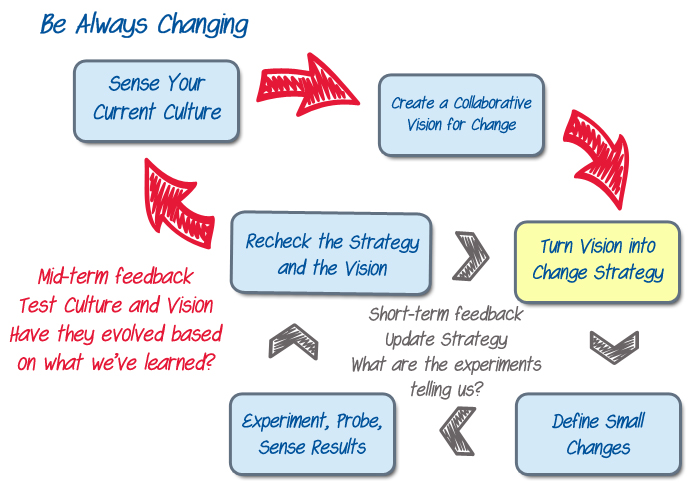 Be Always Changing
Sense Your
Current Culture
Create a Collaborative
Vision for Change
Recheck the Strategy
and the Vision
Turn Vision into
Change Strategy
Mid-term feedback
Test Culture and Vision
Have they evolved based
on what we've learned?
Short-term feedback
Update Strategy
What are the experiments
telling us?
Experiment, Probe,
Sense Results
Define Small
Changes